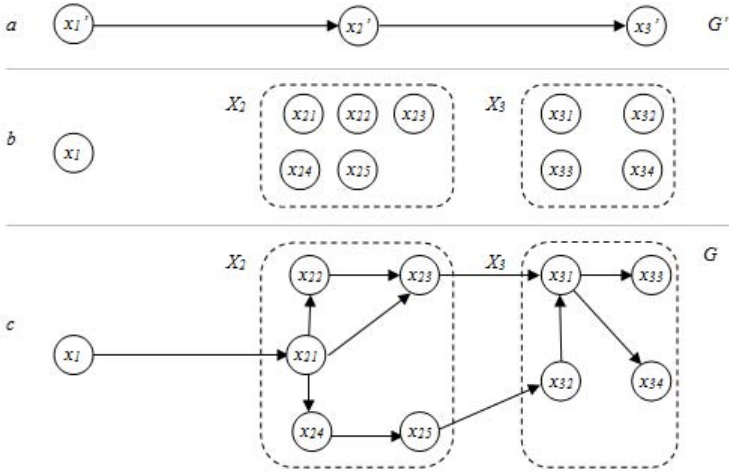 a x1' x2' x3' G'
X2 X3
x21 x22 x23 x31 x32
b x1
x24 x25 x33 x34
X2 X3 G
x22 x23 x31 x33
c
x1 x21
x32 x34
x24 x25